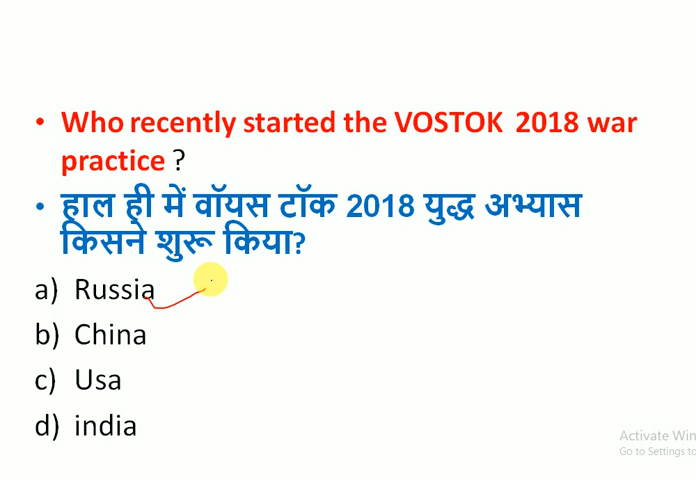 • Who recently started the VOSTOK 2018 war
practice ?
• हाल ही में वॉयस टॉक 2018 युद्ध अभ्यास
किसने शुरू किया?
a) Russia
b) China
c) Usa
d) india
Activate Win
Go to Settings to